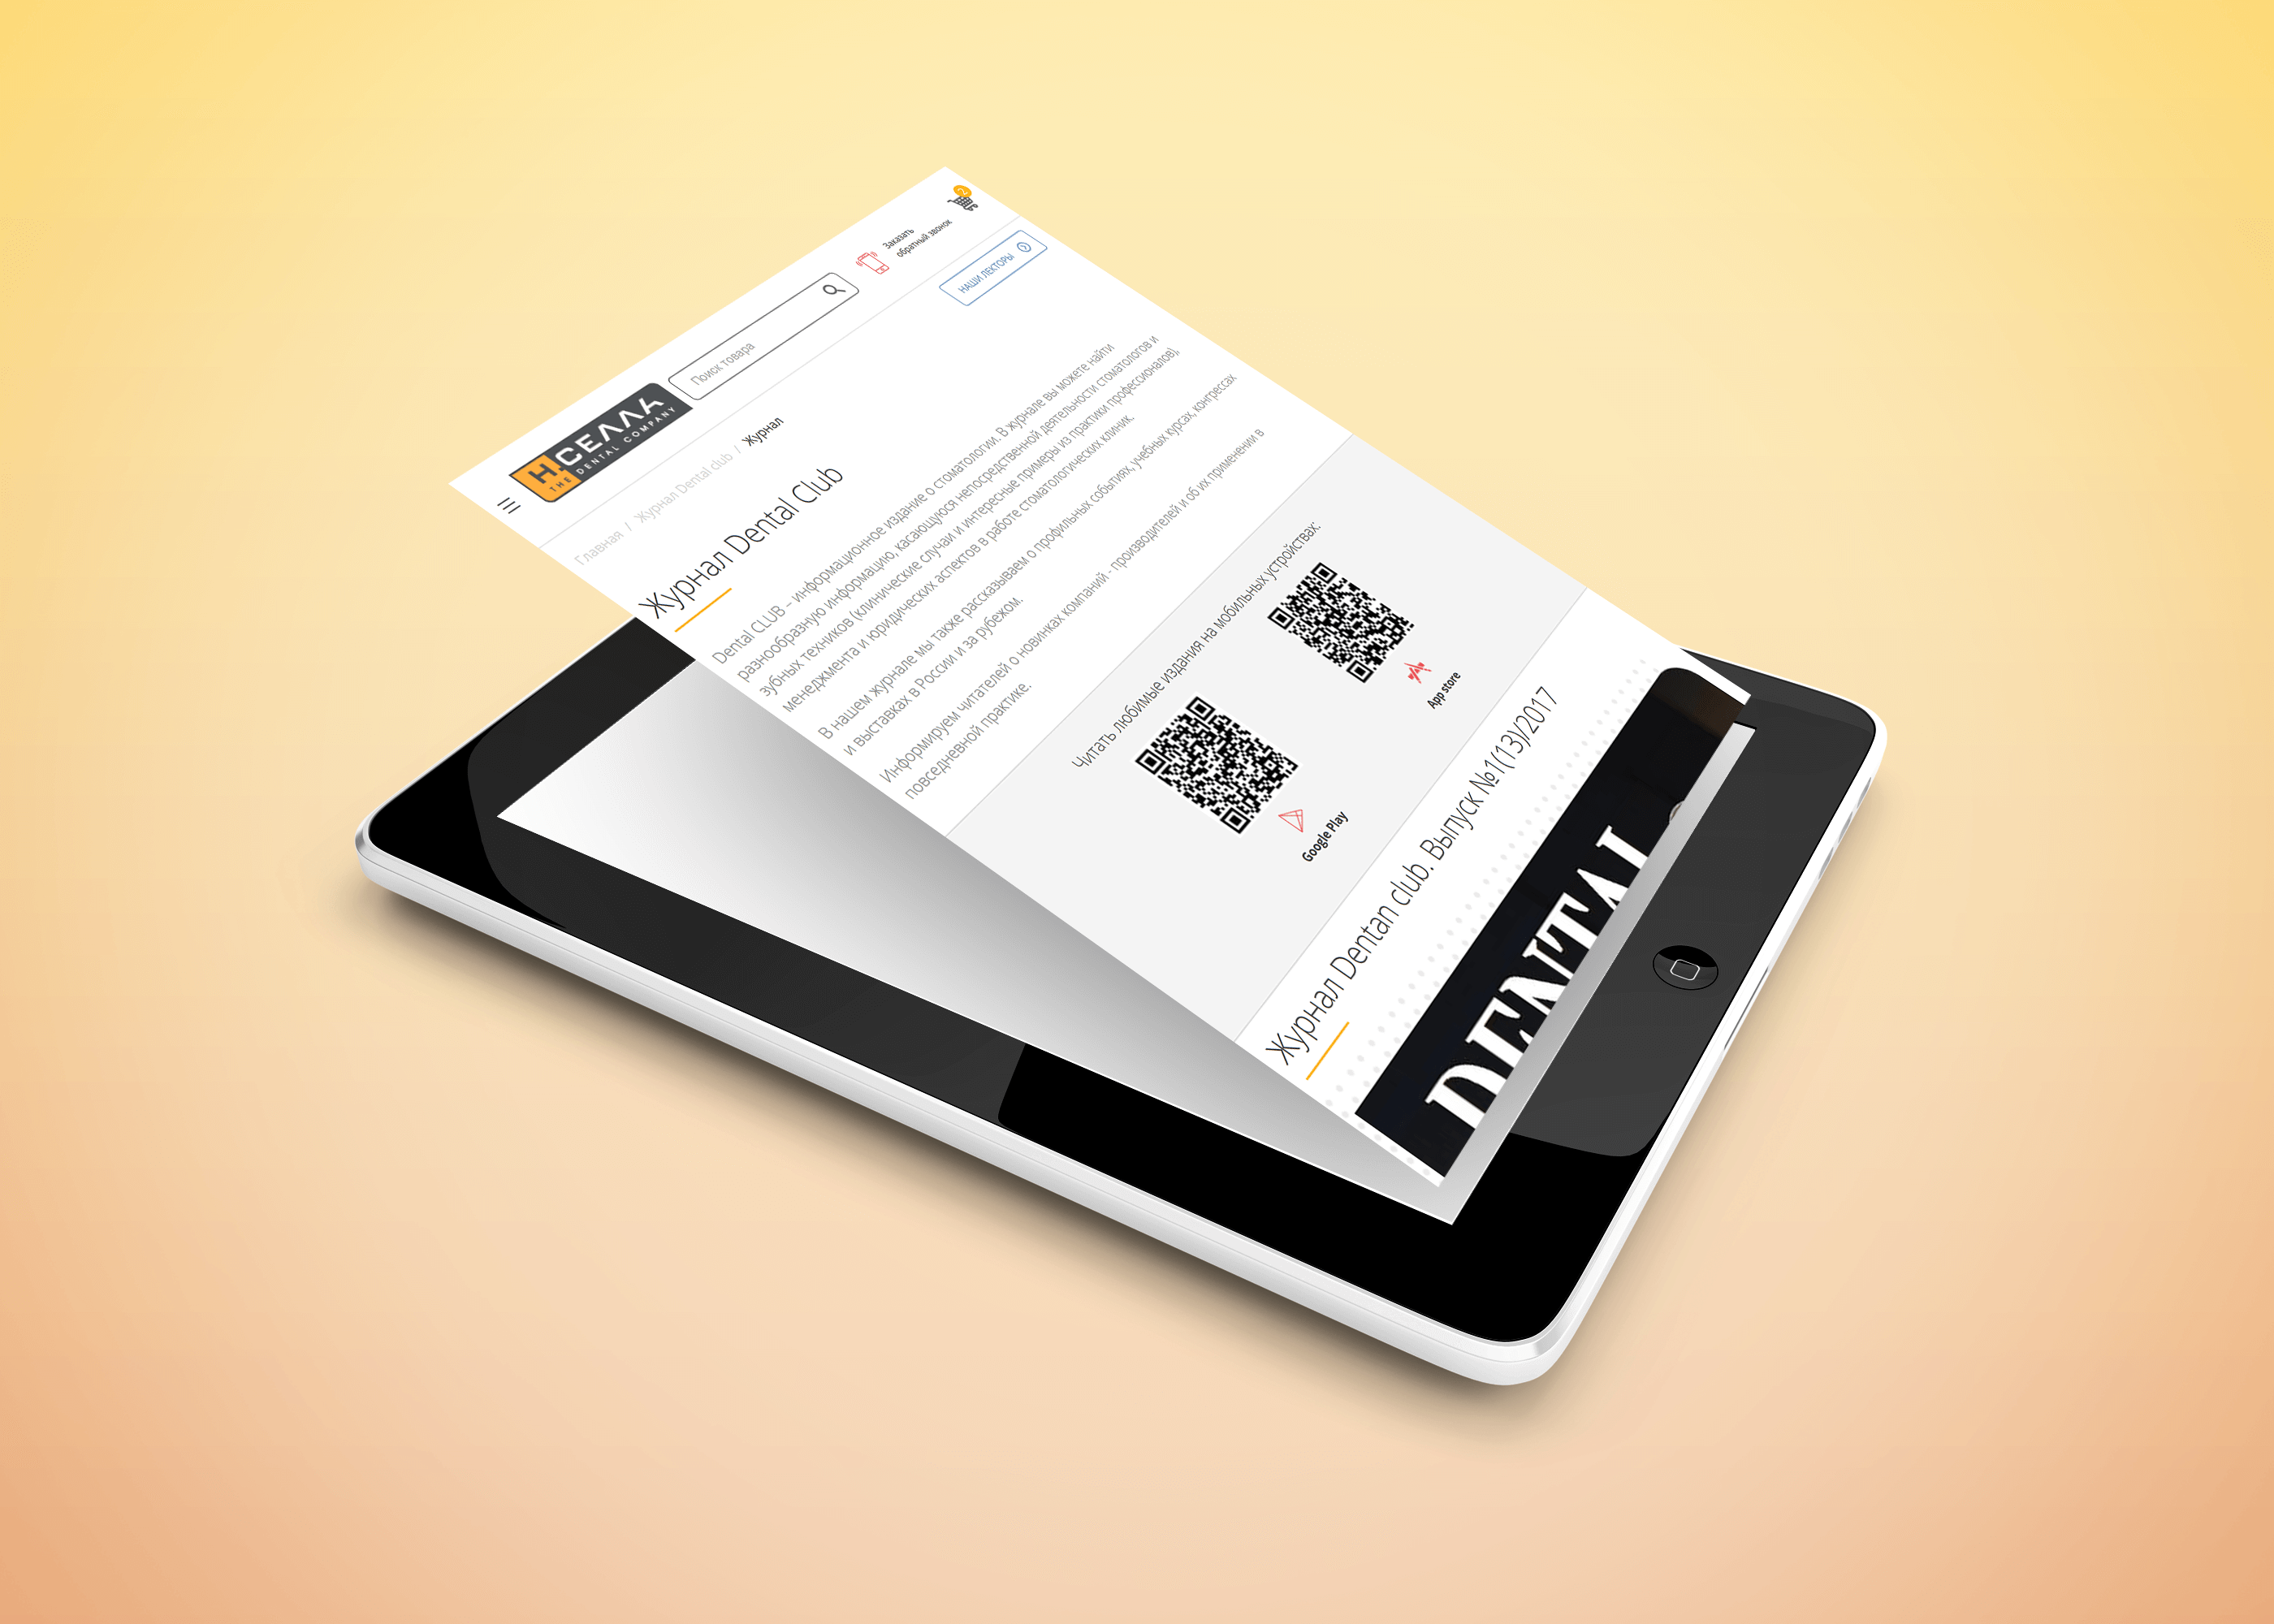 2
Заказать
обратный звонок
Поиск товара
Н.СЕЛЛА
THE DENTAL COMPANY
НАШИ ЛЕКТОРЫ
Главная / Журнал Dental club / Журнал
Журнал Dental Club
Dental CLUB – информационное издание о стоматологии. В журнале вы можете найти
разнообразную информацию, касающуюся непосредственной деятельности стоматологов и
зубных техников (клинические случаи и интересные примеры из практики профессионалов),
менеджмента и юридических аспектов в работе стоматологических клиник.
В нашем журнале мы также рассказываем о профильных событиях, учебных курсах, конгрессах
и выставках в России и за рубежом.
Информируем читателей о новинках компаний - производителей и об их применении в
повседневной практике.
Читать любимые издания на мобильных устройствах:
Google Play
App store
Журнал Dentan club. Выпуск №1(13)/2017
DENTAL